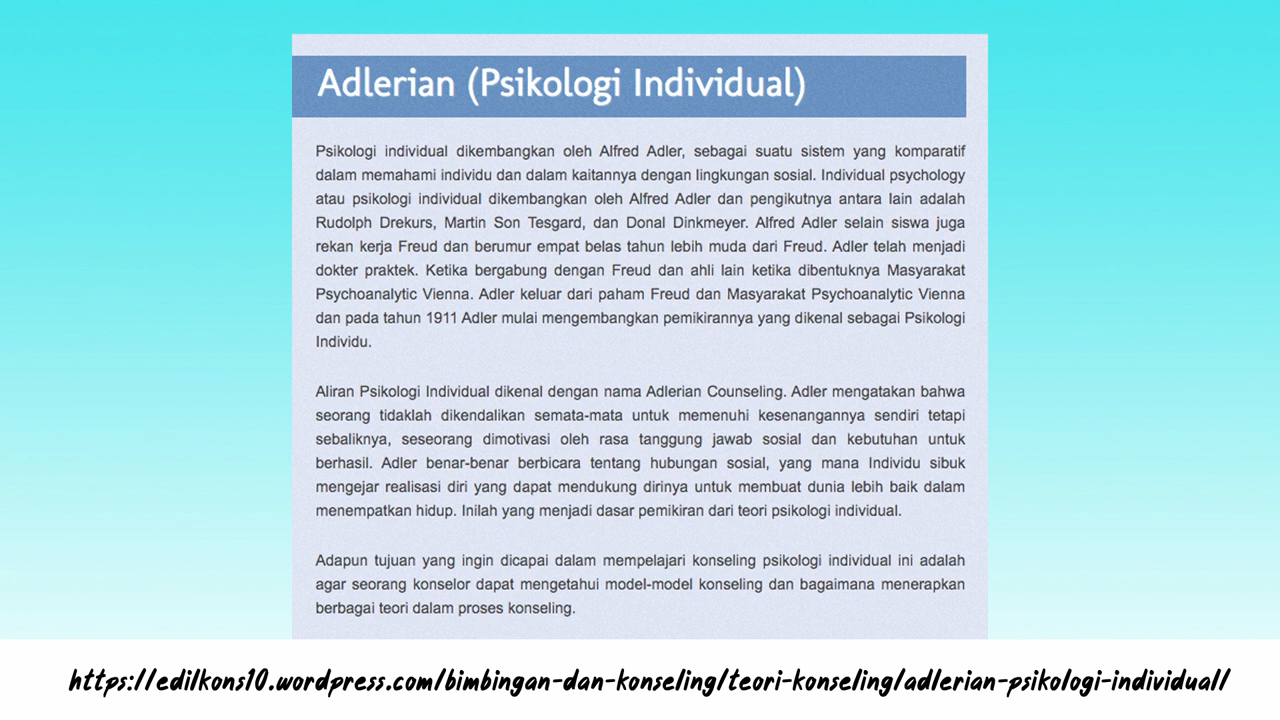 Adlerian (Psikologi Individual)
Psikologi individual dikembangkan oleh Alfred Adler, sebagai suatu sistem yang komparatif
dalam memahami individu dan dalam kaitannya dengan lingkungan sosial. Individual psychology
atau psikologi individual dikembangkan oleh Alfred Adler dan pengikutnya antara lain adalah
Rudolph Drekurs, Martin Son Tesgard, dan Donal Dinkmeyer. Alfred Adler selain siswa juga
rekan kerja Freud dan berumur empat belas tahun lebih muda dari Freud. Adler telah menjadi
dokter praktek. Ketika bergabung dengan Freud dan ahli lain ketika dibentuknya Masyarakat
Psychoanalytic Vienna. Adler keluar dari paham Freud dan Masyarakat Psychoanalytic Vienna
dan pada tahun 1911 Adler mulai mengembangkan pemikirannya yang dikenal sebagai Psikologi
Individu.
Aliran Psikologi Individual dikenal dengan nama Adlerian Counseling. Adler mengatakan bahwa
seorang tidaklah dikendalikan semata-mata untuk memenuhi kesenangannya sendiri tetapi
sebaliknya, seseorang dimotivasi oleh rasa tanggung jawab sosial dan kebutuhan untuk
berhasil. Adler benar-benar berbicara tentang hubungan sosial, yang mana Individu sibuk
mengejar realisasi diri yang dapat mendukung dirinya untuk membuat dunia lebih baik dalam
menempatkan hidup. Inilah yang menjadi dasar pemikiran dari teori psikologi individual.
Adapun tujuan yang ingin dicapai dalam mempelajari konseling psikologi individual ini adalah
agar seorang konselor dapat mengetahui model-model konseling dan bagaimana menerapkan
berbagai teori dalam proses konseling.
https://edilkons10.wordpress.com/bimbingan-dan-konseling/teori-konseling/adlerian-psikologi-individual/